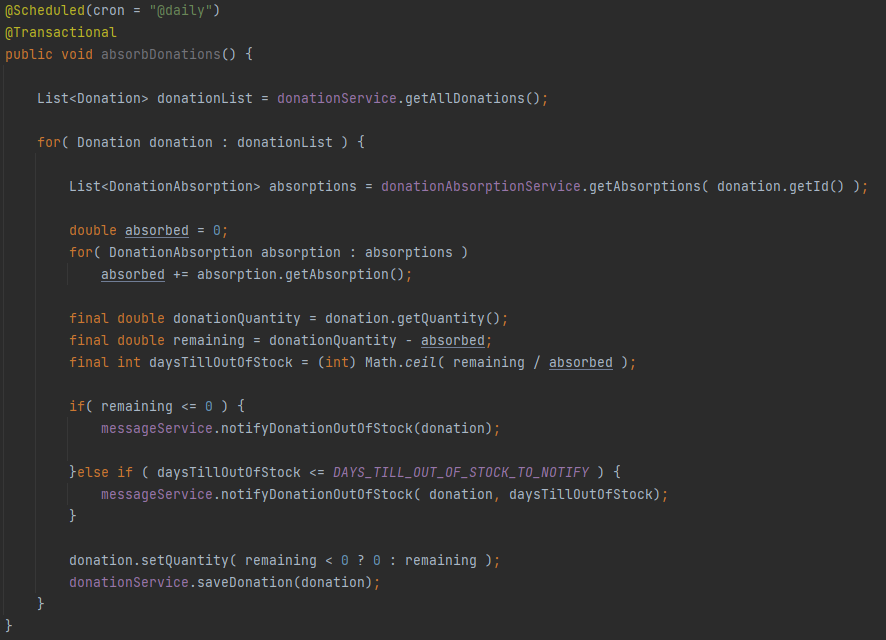 @Scheduled(cron = "@daily")
@Transactional
public void absorbDonations() {
List<Donation> donationList = donationService.getAllDonations();
for( Donation donation : donationList ) {
List<DonationAbsorption> absorptions = donationAbsorptionService.getAbsorptions( donation.getId() );
double absorbed = 0;
for( DonationAbsorption absorption : absorptions )
absorbed += absorption.getAbsorption();
final double donationQuantity = donation.getQuantity();
final double remaining = donationQuantity - absorbed;
final int daysTillOutOfStock = (int) Math.ceil( remaining / absorbed );
if( remaining <= 0 ) {
messageService.notifyDonationOutOfStock(donation);
}else if ( daysTillOutOfStock <= DAYS_TILL_OUT_OF_STOCK_TO_NOTIFY ) {
messageService.notifyDonationOutOfStock( donation, daysTillOutOfStock);
}
donation.setQuantity( remaining < 0 ? 0 : remaining );
donationService.saveDonation(donation);
}
}